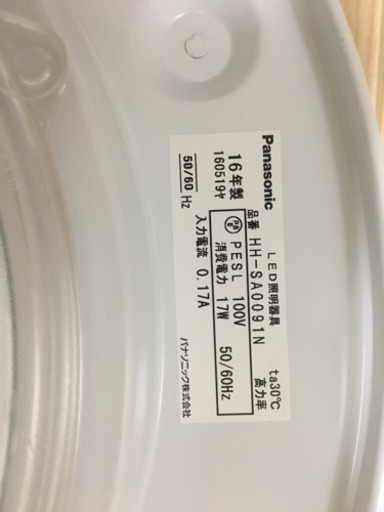 Panasonic LED照明器具 ta30℃
品番 HH-SA0091N 高力率
16年製 PS E PESL 100V 50/60Hz
160519ヤ 消費電力 17W
50/60 Hz 入力電流 0.17A
パナソニック株式会社